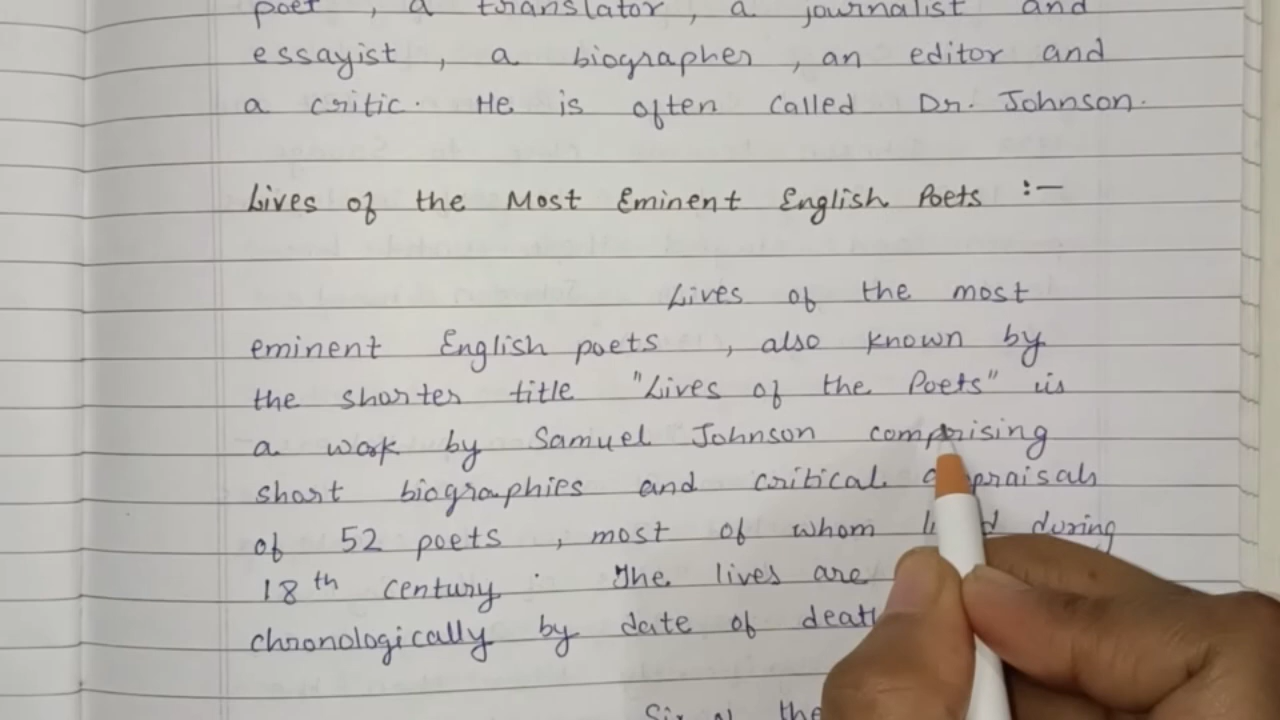 poet , a translator , a journalist and
essayist , a biographer , an editor and
a critic. He is often called Dr. Johnson.
Lives of the Most Eminent English Poets :—
Lives of the most
eminent English poets , also known by
the shorter title "Lives of the Poets" is
a work by Samuel Johnson comprising
short biographies and critical appraisals
of 52 poets , most of whom lived during
18th century . The lives are
chronologically by date of death
the